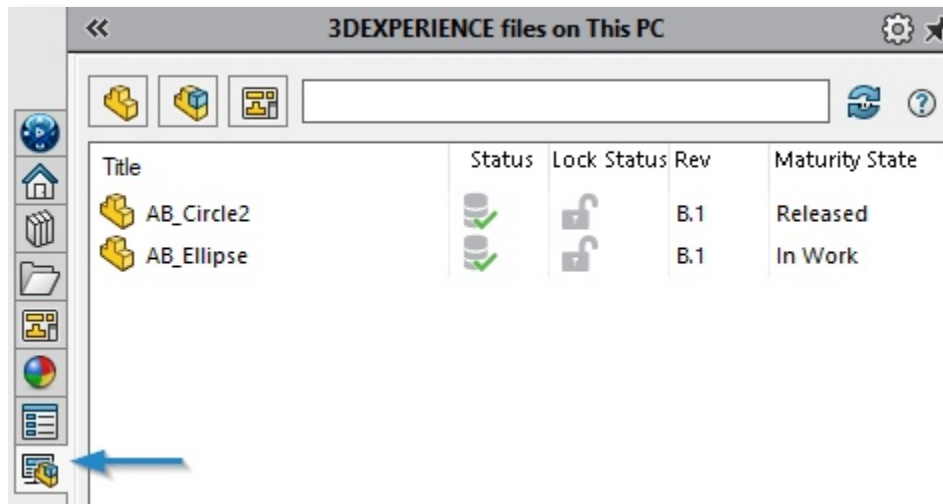 3DEXPERIENCE files on This PC
Title Status Lock Status Rev Maturity State
AB_Circle2 B.1 Released
AB_Ellipse B.1 In Work